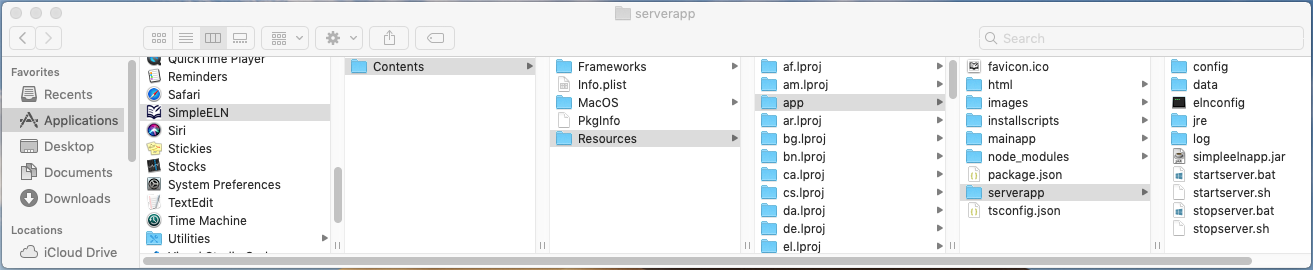 serverapp
Search
Favorites
Recents
Applications
Desktop
Documents
Downloads
Locations
iCloud Drive
QuickTime Player
Reminders
Safari
SimpleELN
Siri
Stickies
Stocks
System Preferences
TextEdit
Time Machine
Utilities
Contents
Frameworks
Info.plist
MacOS
PkgInfo
Resources
af.lproj
am.lproj
app
ar.lproj
bg.lproj
bn.lproj
ca.lproj
cs.lproj
da.lproj
de.lproj
el.lproj
favicon.ico
html
images
installscripts
mainapp
node_modules
package.json
serverapp
tsconfig.json
config
data
elnconfig
jre
log
simpleelnapp.jar
startserver.bat
startserver.sh
stopserver.bat
stopserver.sh